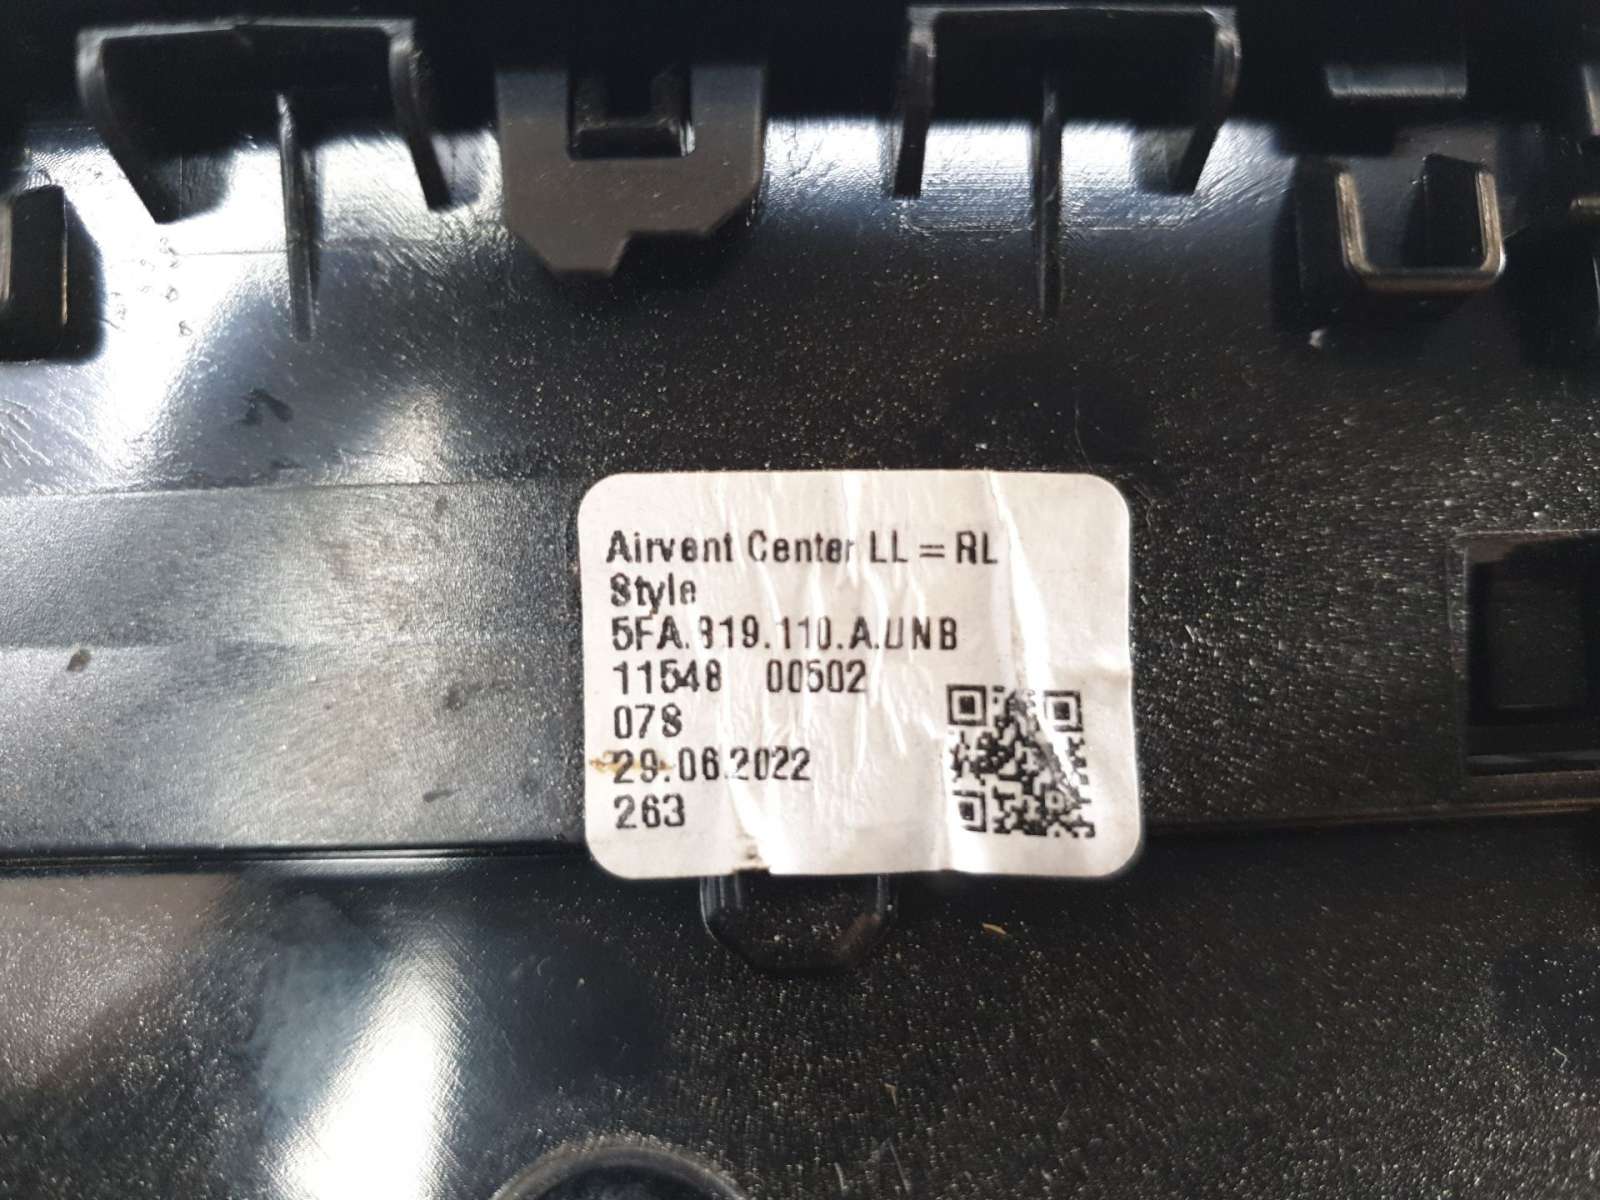 Airvent Center LL = RL
Style
5FA.819.110.A.UNB
11548 00502
078
29.06.2022
263